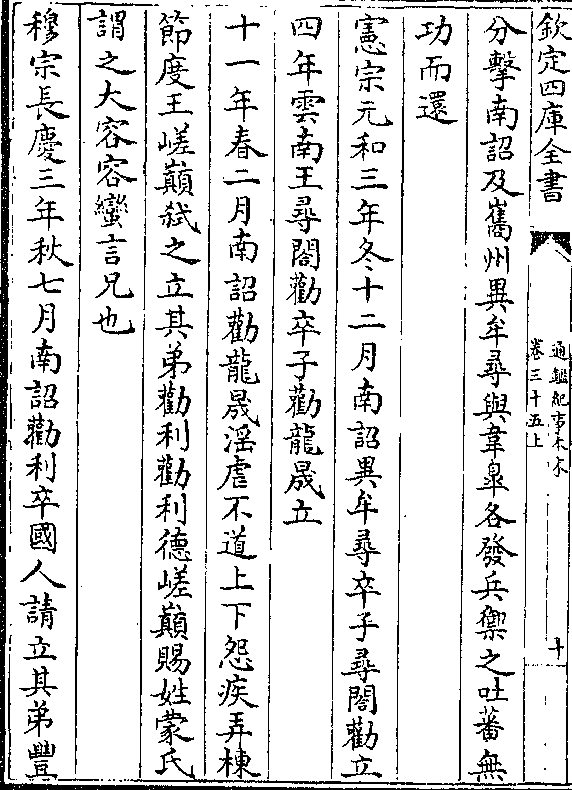 欽定四庫全書
通鑑紀事本末
卷三十五上
十
分擊南詔及巂州異牟尋與韋臯各發兵禦之吐蕃無
功而還
憲宗元和三年冬十二月南詔異牟尋卒子尋閤勸立
四年雲南王尋閤勸卒子勸龍晟立
十一年春二月南詔勸龍晟淫虐不道上下怨疾弄棟
節度王嵯巔弑之立其弟勸利勸利德嵯巔賜姓蒙氏
謂之大容容蠻言兄也
穆宗長慶三年秋七月南詔勸利卒國人請立其弟豐